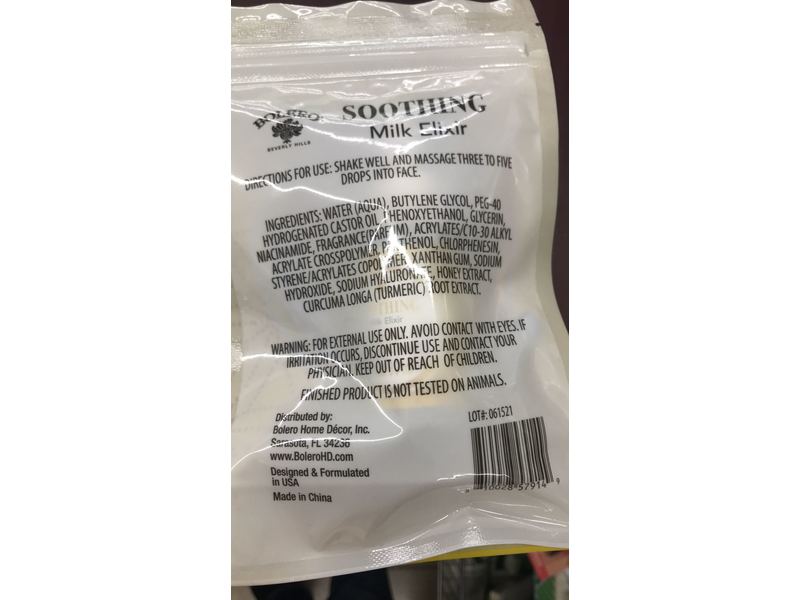 BOLERO
BEVERLY HILLS
SOOTHING
Milk Elixir
DIRECTIONS FOR USE: SHAKE WELL AND MASSAGE THREE TO FIVE
DROPS INTO FACE.
INGREDIENTS: WATER (AQUA), BUTYLENE GLYCOL, PEG-40
HYDROGENATED CASTOR OIL, PHENOXYETHANOL, GLYCERIN,
NIACINAMIDE, FRAGRANCE(PARFUM), ACRYLATES/C10-30 ALKYL
ACRYLATE CROSSPOLYMER, PANTHENOL, CHLORPHENESIN,
STYRENE/ACRYLATES COPOLYMER, XANTHAN GUM, SODIUM
HYDROXIDE, SODIUM HYALURONATE, HONEY EXTRACT,
CURCUMA LONGA (TURMERIC) ROOT EXTRACT.
Elixir
WARNING: FOR EXTERNAL USE ONLY. AVOID CONTACT WITH EYES. IF
IRRITATION OCCURS, DISCONTINUE USE AND CONTACT YOUR
PHYSICIAN. KEEP OUT OF REACH OF CHILDREN.
FINISHED PRODUCT IS NOT TESTED ON ANIMALS.
Distributed by:
Bolero Home Décor, Inc.
Sarasota, FL 34236
www.BoleroHD.com
Designed & Formulated
in USA
Made in China
LOT#: 061521